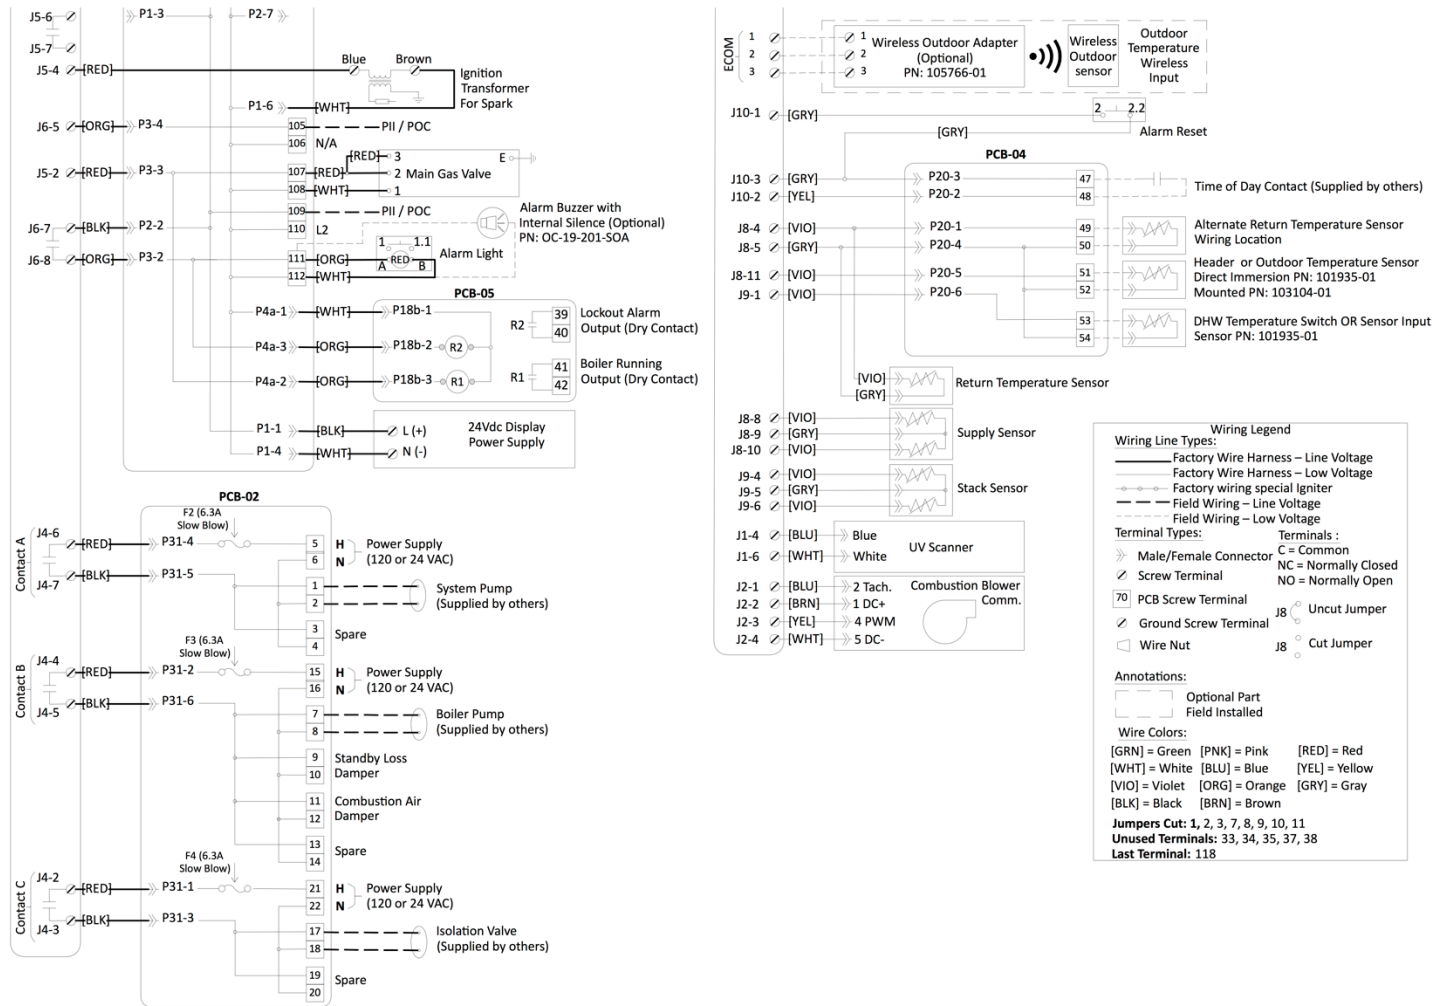 J5-6
P1-3
P2-7
J5-7
J5-4
[RED]
Blue
Brown
Ignition
Transformer
For Spark
P1-6
[WHT]
J6-5
[ORG]
P3-4
105
PII / POC
106
N/A
J5-2
[RED]
P3-3
107
[RED]
[RED]
3
2 Main Gas Valve
E
108
[WHT]
1
109
PII / POC
J6-7
[BLK]
P2-2
110
L2
Alarm Buzzer with
Internal Silence (Optional)
PN: OC-19-201-SOA
J6-8
[ORG]
P3-2
111
[ORG]
1
1.1
A
RED
B
Alarm Light
112
[WHT]
PCB-05
P4a-1
[WHT]
P18b-1
R2
39
40
Lockout Alarm
Output (Dry Contact)
P4a-3
[ORG]
P18b-2
R2
P4a-2
[ORG]
P18b-3
R1
R1
41
42
Boiler Running
Output (Dry Contact)
P1-1
[BLK]
L (+)
24Vdc Display
Power Supply
P1-4
[WHT]
N (-)
PCB-02
Contact A
J4-6
[RED]
P31-4
F2 (6.3A
Slow Blow)
5
H
6
N
Power Supply
(120 or 24 VAC)
J4-7
[BLK]
P31-5
1
2
System Pump
(Supplied by others)
3
4
Spare
Contact B
J4-4
[RED]
P31-2
F3 (6.3A
Slow Blow)
15
H
16
N
Power Supply
(120 or 24 VAC)
J4-5
[BLK]
P31-6
7
8
Boiler Pump
(Supplied by others)
9
10
Standby Loss
Damper
11
12
Combustion Air
Damper
13
14
Spare
Contact C
J4-2
[RED]
P31-1
F4 (6.3A
Slow Blow)
21
H
22
N
Power Supply
(120 or 24 VAC)
J4-3
[BLK]
P31-3
17
18
Isolation Valve
(Supplied by others)
19
20
Spare
ECOM
1
2
3
1
2
3
Wireless Outdoor Adapter
(Optional)
PN: 105766-01
Wireless
Outdoor
sensor
Outdoor
Temperature
Wireless
Input
J10-1
[GRY]
2
2.2
[GRY]
Alarm Reset
PCB-04
J10-3
[GRY]
P20-3
47
J10-2
[YEL]
P20-2
48
Time of Day Contact (Supplied by others)
J8-4
[VIO]
P20-1
49
J8-5
[GRY]
P20-4
50
Alternate Return Temperature Sensor
Wiring Location
J8-11
[VIO]
P20-5
51
J9-1
[VIO]
P20-6
52
Header or Outdoor Temperature Sensor
Direct Immersion PN: 101935-01
Mounted PN: 103104-01
53
54
DHW Temperature Switch OR Sensor Input
Sensor PN: 101935-01
[VIO]
[GRY]
Return Temperature Sensor
J8-8
[VIO]
J8-9
[GRY]
J8-10
[VIO]
Supply Sensor
J9-4
[VIO]
J9-5
[GRY]
J9-6
[VIO]
Stack Sensor
J1-4
[BLU]
Blue
J1-6
[WHT]
White
UV Scanner
J2-1
[BLU]
2 Tach.
J2-2
[BRN]
1 DC+
J2-3
[YEL]
4 PWM
J2-4
[WHT]
5 DC-
Combustion Blower
Comm.
Wiring Legend
Wiring Line Types:
Factory Wire Harness – Line Voltage
Factory Wire Harness – Low Voltage
Factory wiring special Igniter
Field Wiring – Line Voltage
Field Wiring – Low Voltage
Terminal Types:
Male/Female Connector
Screw Terminal
70
PCB Screw Terminal
Ground Screw Terminal
Wire Nut
Terminals :
C = Common
NC = Normally Closed
NO = Normally Open
J8
Uncut Jumper
J8
Cut Jumper
Annotations:
Optional Part
Field Installed
Wire Colors:
[GRN] = Green [PNK] = Pink [RED] = Red
[WHT] = White [BLU] = Blue [YEL] = Yellow
[VIO] = Violet [ORG] = Orange [GRY] = Gray
[BLK] = Black [BRN] = Brown
Jumpers Cut: 1, 2, 3, 7, 8, 9, 10, 11
Unused Terminals: 33, 34, 35, 37, 38
Last Terminal: 118